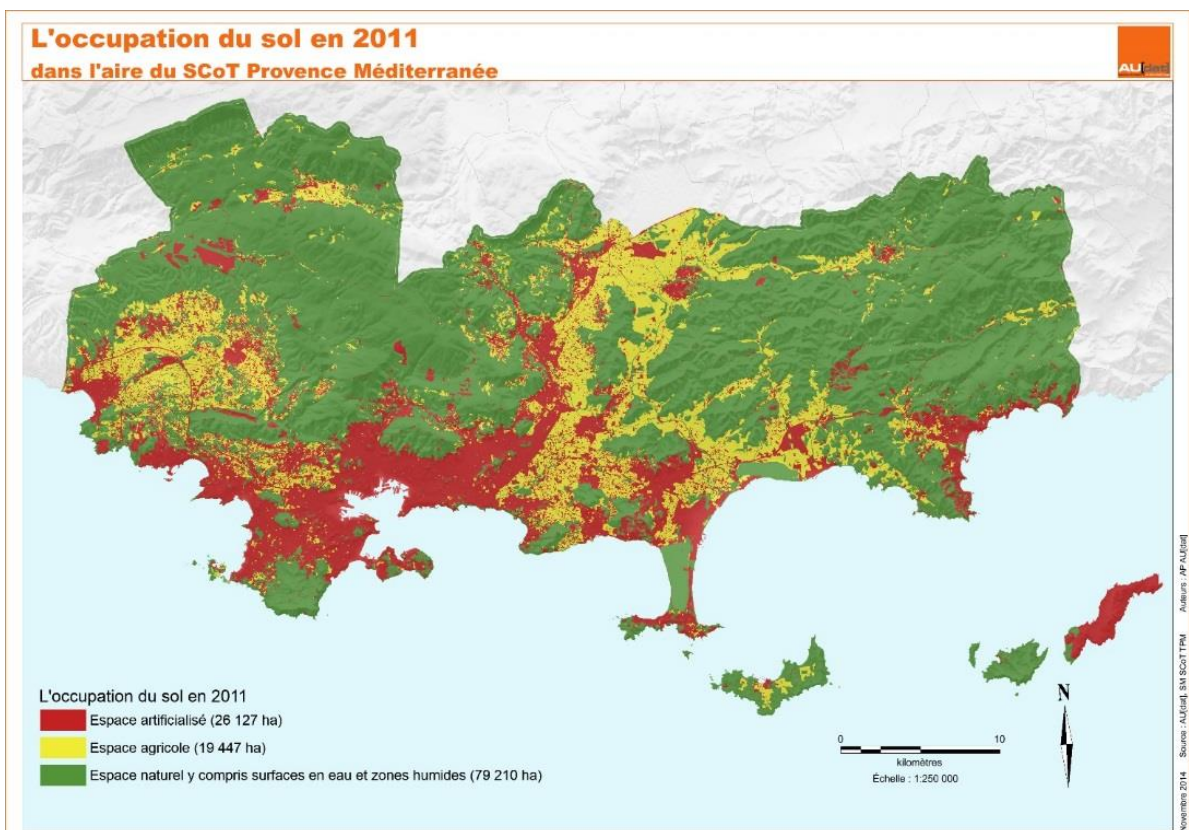 L'occupation du sol en 2011
dans l'aire du SCoT Provence Méditerranée
AU[dat]
L'occupation du sol en 2011
Espace artificialisé (26 127 ha)
Espace agricole (19 447 ha)
Espace naturel y compris surfaces en eau et zones humides (79 210 ha)
0 10
kilomètres
Échelle : 1:250 000
N
Novembre 2014 Source : AU[dat], SM SCoT TPM Auteurs : AP AU[dat]